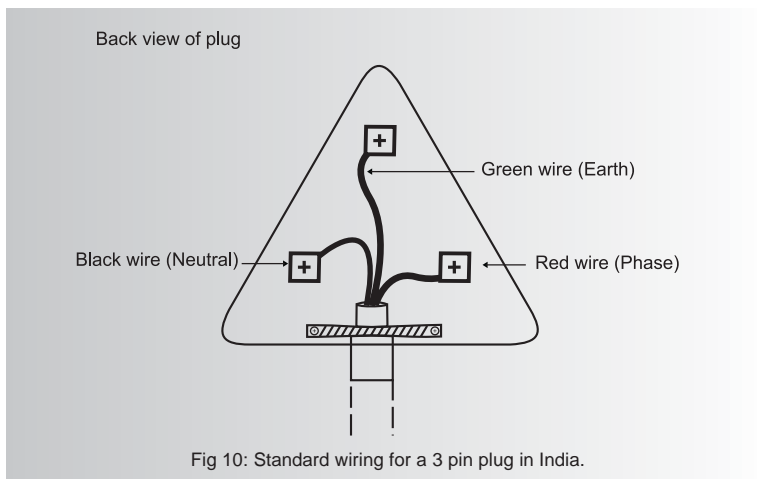 Back view of plug
Green wire (Earth)
Black wire (Neutral)
Red wire (Phase)
Fig 10: Standard wiring for a 3 pin plug in India.